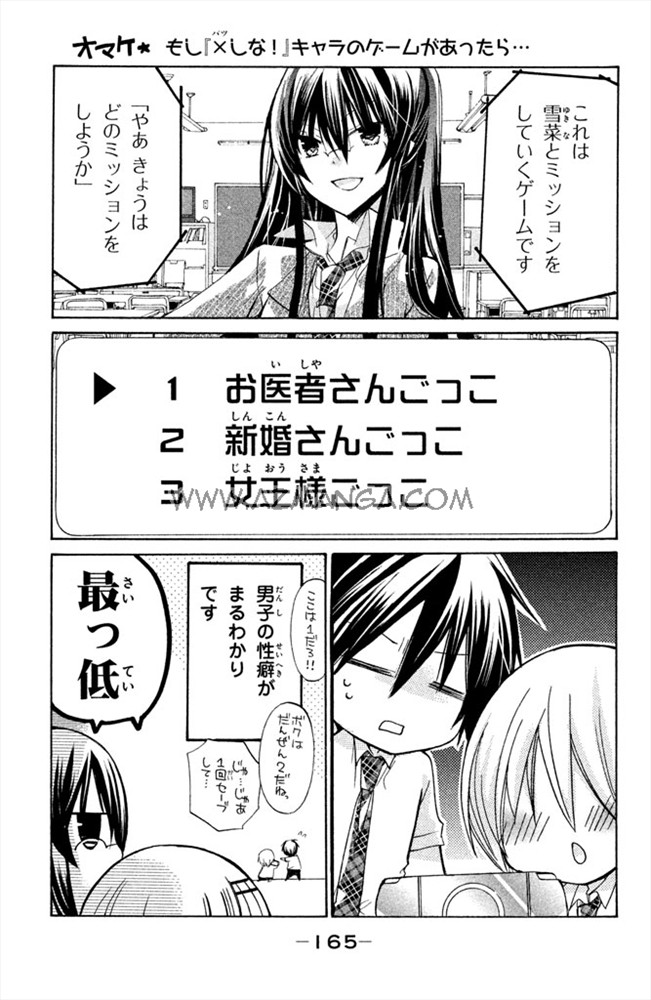 オマケ★ もし『×しな!』キャラのゲームがあったら…
これは
雪菜とミッションを
していくゲームです
「やあ きょうは
どのミッションを
しようか」
▶ 1 お医者さんごっこ
2 新婚さんごっこ
3 女王様ごっこ
WWW.AZMANGA.COM
ここは1だろ!!
男子の性癖が
まるわかり
です
ボクは
だんぜん2だね
じゃ…じゃあ
1回セーブ
して…
最っ低
-165-